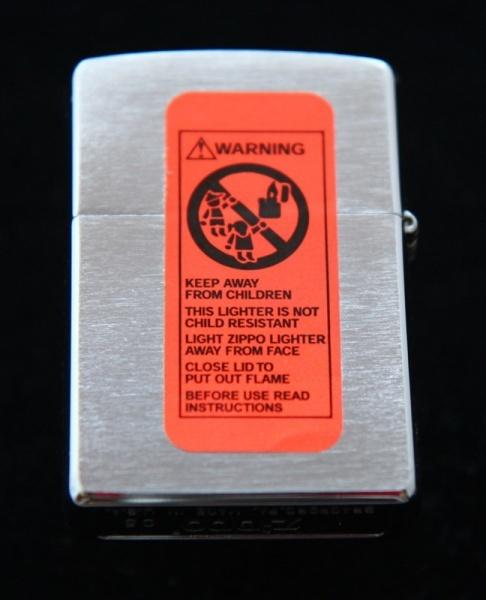 WARNING
KEEP AWAY
FROM CHILDREN
THIS LIGHTER IS NOT
CHILD RESISTANT
LIGHT ZIPPO LIGHTER
AWAY FROM FACE
CLOSE LID TO
PUT OUT FLAME
BEFORE USE READ
INSTRUCTIONS
Zippo